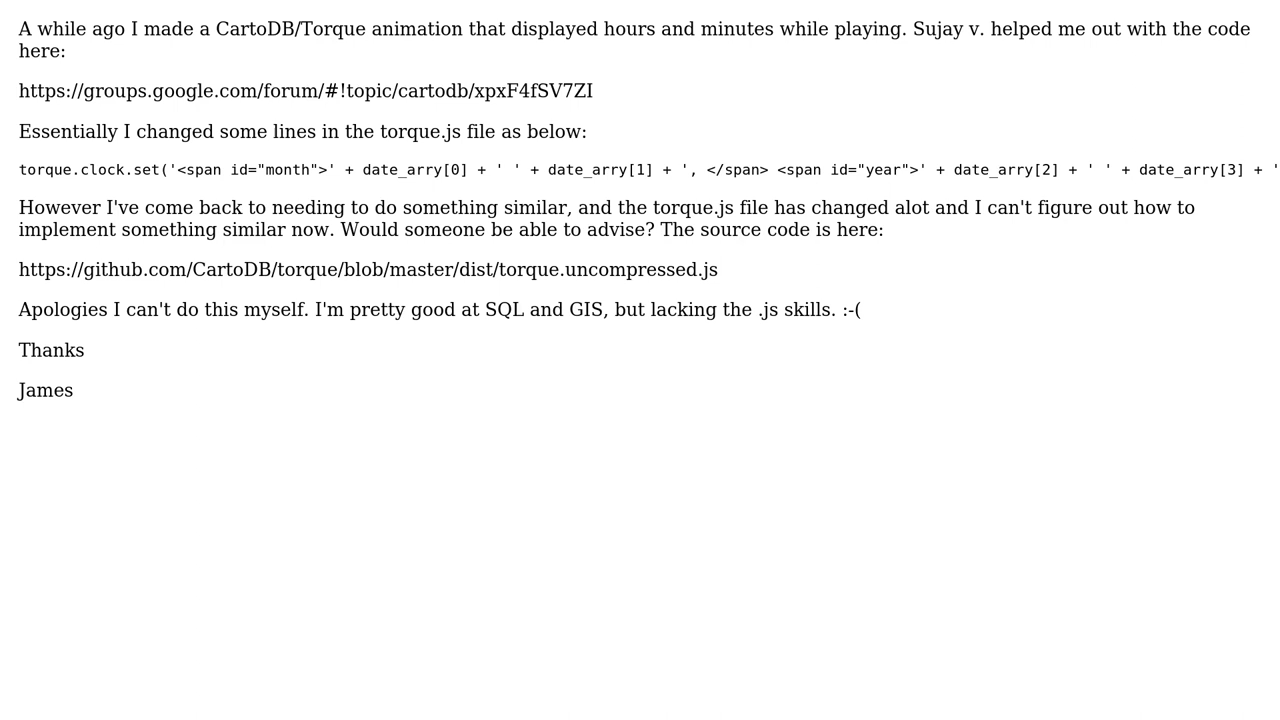 A while ago I made a CartoDB/Torque animation that displayed hours and minutes while playing. Sujay v. helped me out with the code
here:
https://groups.google.com/forum/#!topic/cartodb/xpxF4fSV7ZI
Essentially I changed some lines in the torque.js file as below:
torque.clock.set('<span id="month">' + date_arry[0] + ' ' + date_arry[1] + ', </span> <span id="year">' + date_arry[2] + ' ' + date_arry[3] + '
However I've come back to needing to do something similar, and the torque.js file has changed alot and I can't figure out how to
implement something similar now. Would someone be able to advise? The source code is here:
https://github.com/CartoDB/torque/blob/master/dist/torque.uncompressed.js
Apologies I can't do this myself. I'm pretty good at SQL and GIS, but lacking the .js skills. :-(
Thanks
James